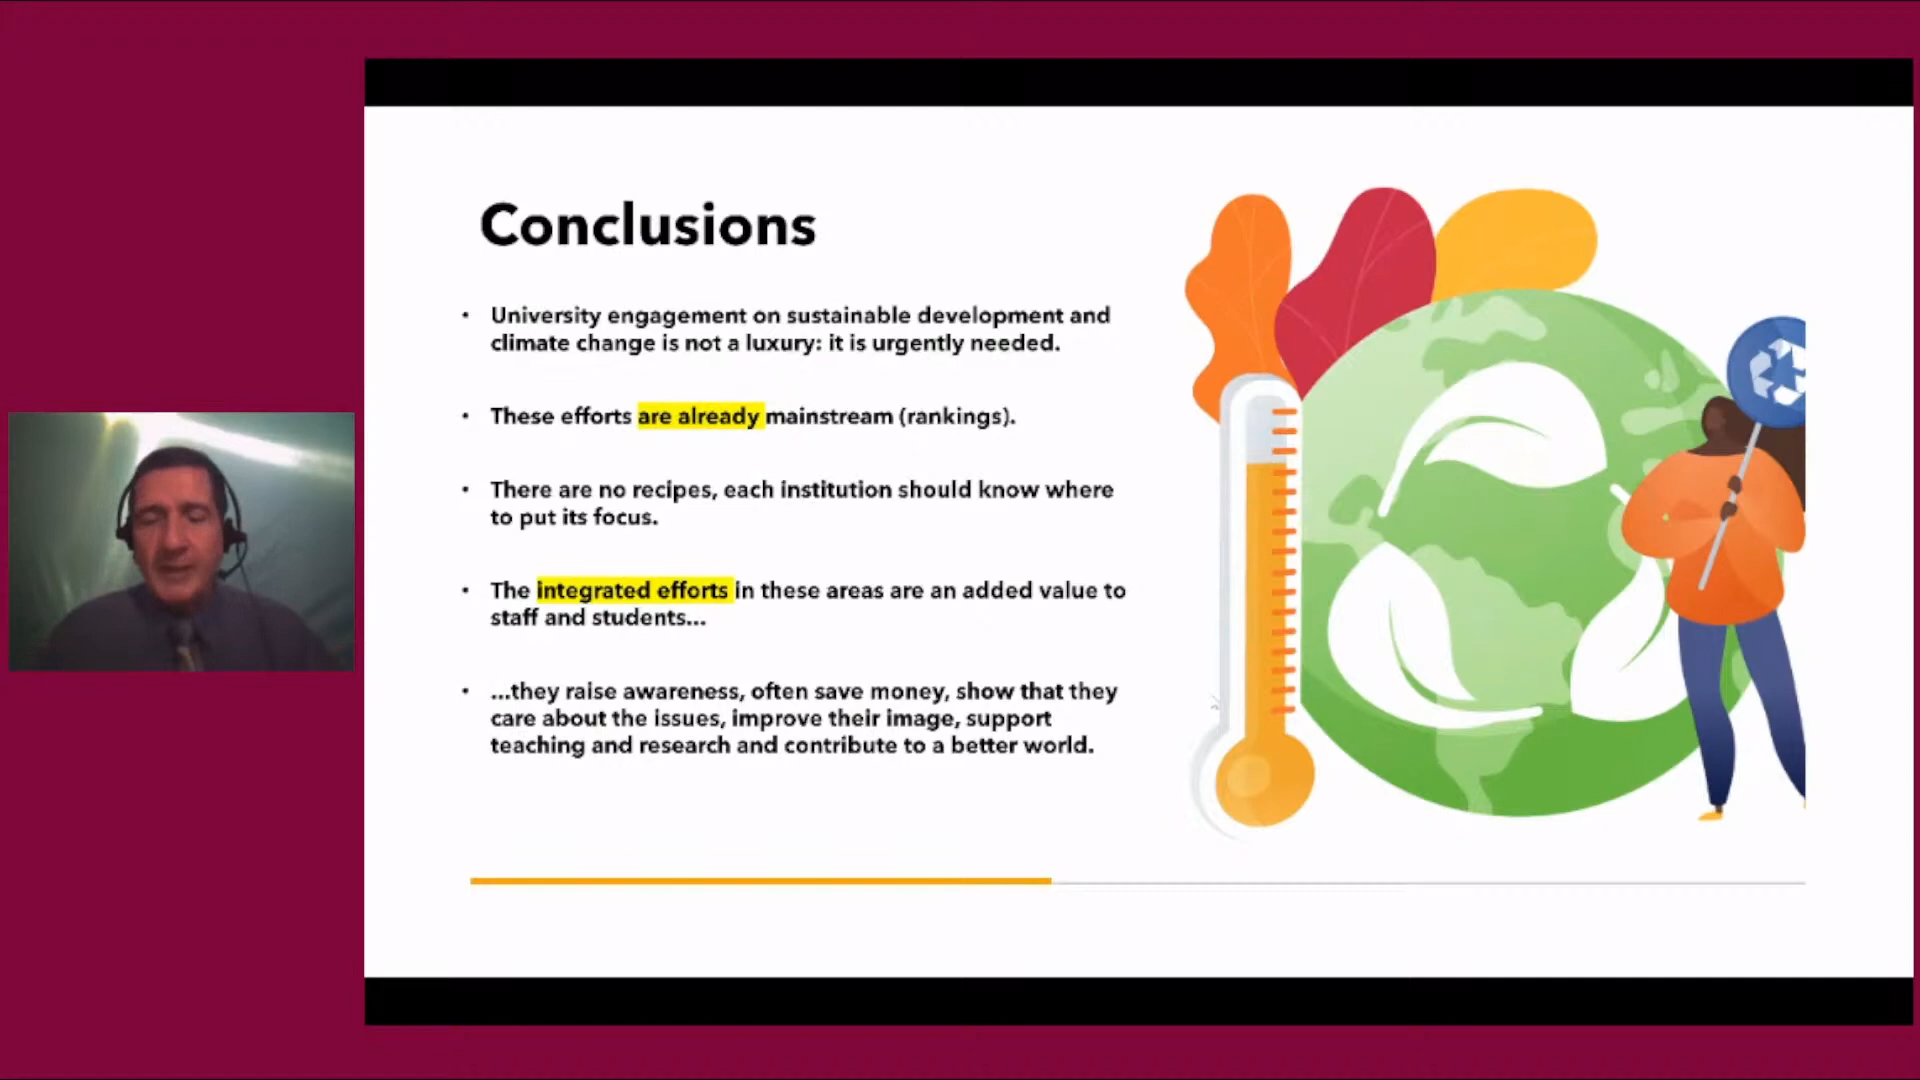 Conclusions
• University engagement on sustainable development and
climate change is not a luxury: it is urgently needed.
• These efforts are already mainstream (rankings).
• There are no recipes, each institution should know where
to put its focus.
• The integrated efforts in these areas are an added value to
staff and students...
• ...they raise awareness, often save money, show that they
care about the issues, improve their image, support
teaching and research and contribute to a better world.